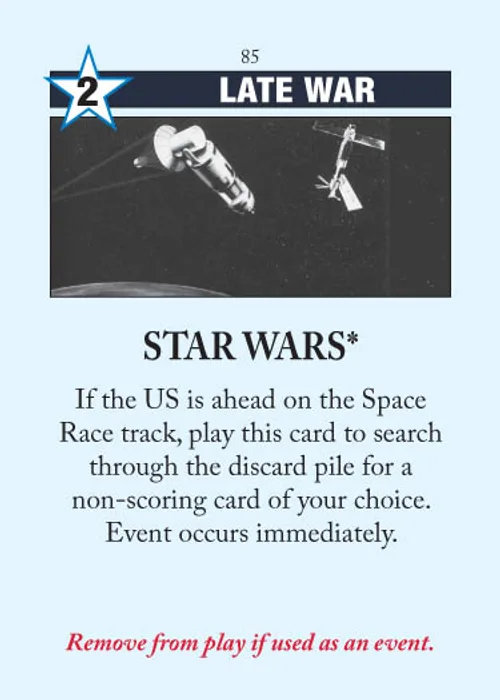 85
2
LATE WAR
STAR WARS*
If the US is ahead on the Space
Race track, play this card to search
through the discard pile for a
non-scoring card of your choice.
Event occurs immediately.
Remove from play if used as an event.